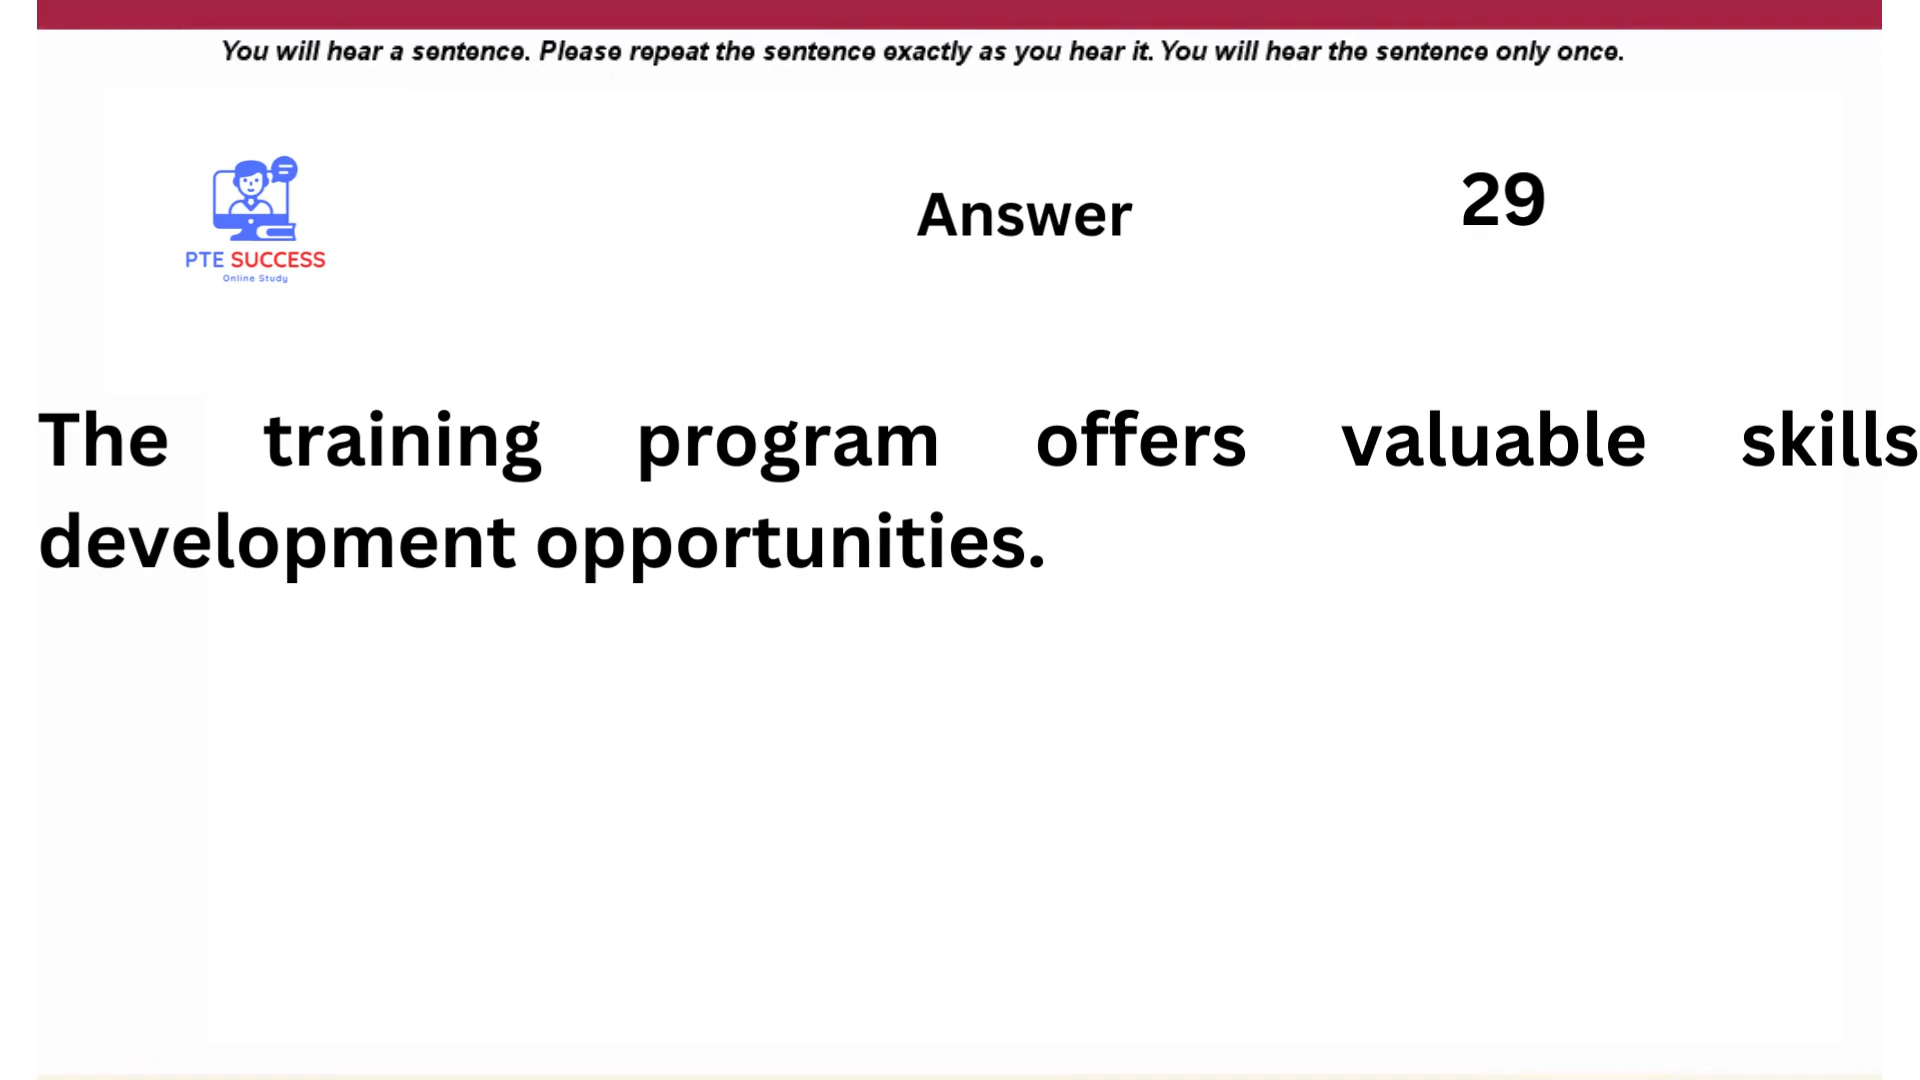 You will hear a sentence. Please repeat the sentence exactly as you hear it. You will hear the sentence only once.
PTE SUCCESS
Online Study
Answer
29
The training program offers valuable skills
development opportunities.